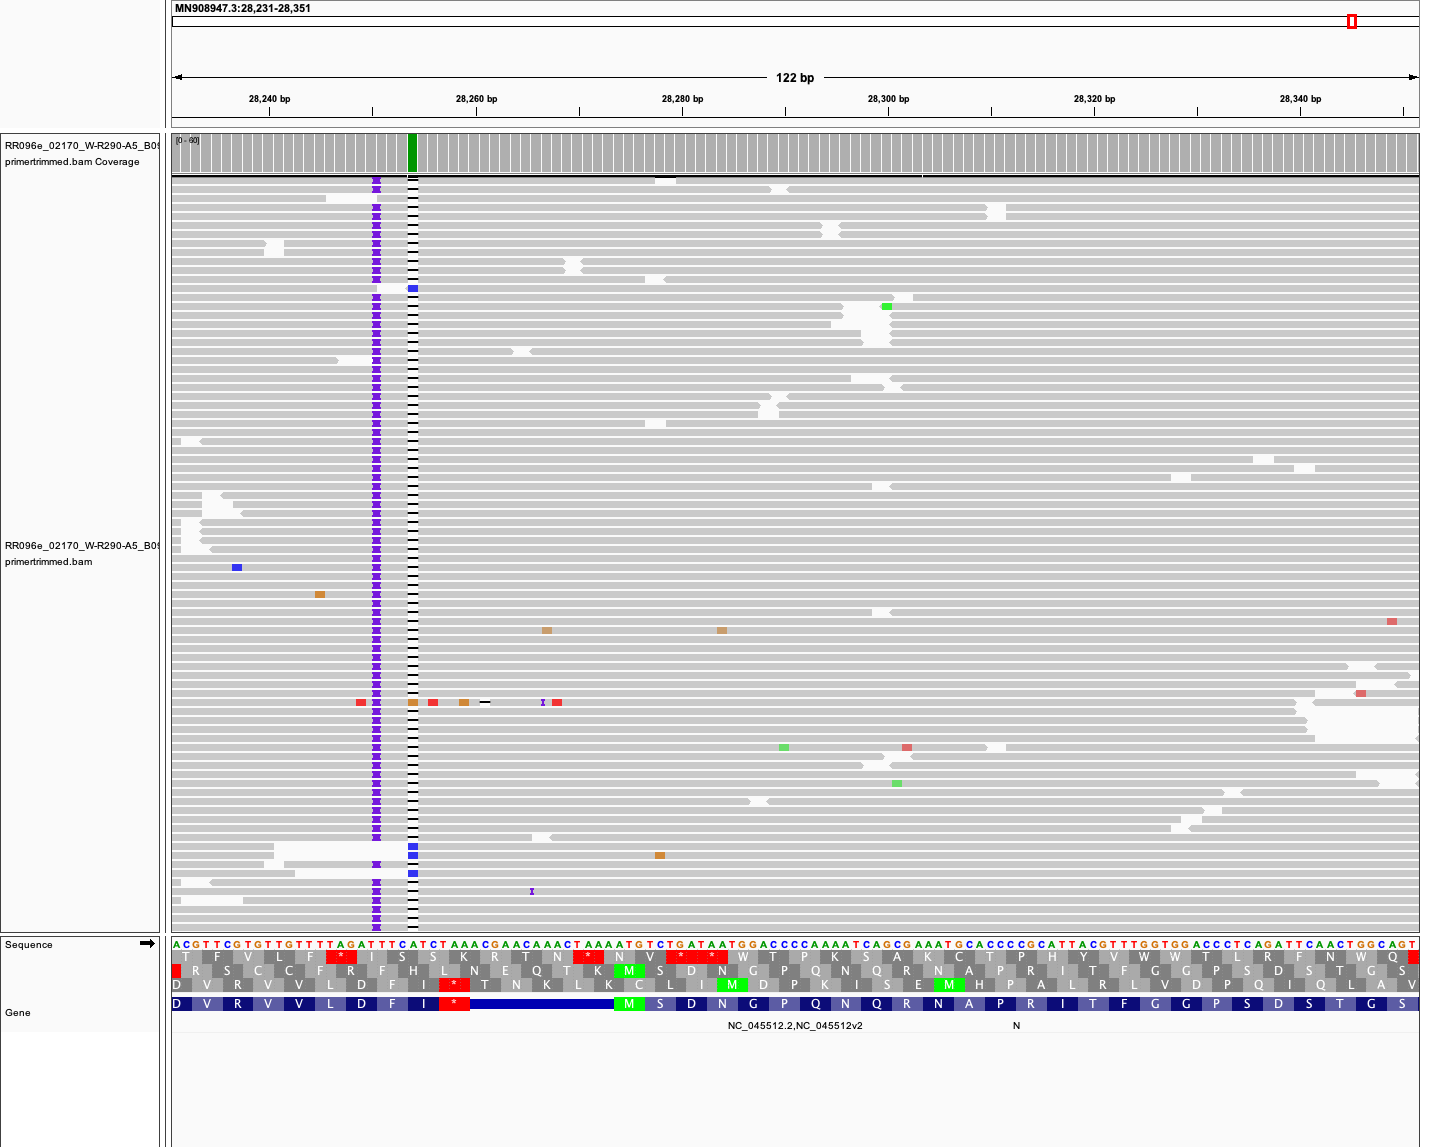 MN908947.3:28,231-28,351
122 bp
28,240 bp 28,260 bp 28,280 bp 28,300 bp 28,320 bp 28,340 bp
RR096e_02170_W-R290-A5_B09
primertrimmed.bam Coverage
[0 - 60]
RR096e_02170_W-R290-A5_B09
primertrimmed.bam
Sequence
ACGTTCGTGTTGTTTTAGATTTCATCTAAACGAACAAACTAAAATGTCTGATAATGGACCCCAAAATCAGCGAAATGCACCCCGCATTACGTTTGGTGGACCCTCAGATTCAACTGGCAGT
T F V L F * I S S K R T N * N V * * W T P K S A K C T P H Y V W W T L R F N W Q
R S C C F R F H L N E Q T K M S D N G P Q N Q R N A P R I T F G G P S D S T G S
D V R V V L D F I * T N K L K C L I M D P K I S E M H P A L R L V D P Q I Q L A V
Gene
D V R V V L D F I * M S D N G P Q N Q R N A P R I T F G G P S D S T G S
NC_045512.2,NC_045512v2 N